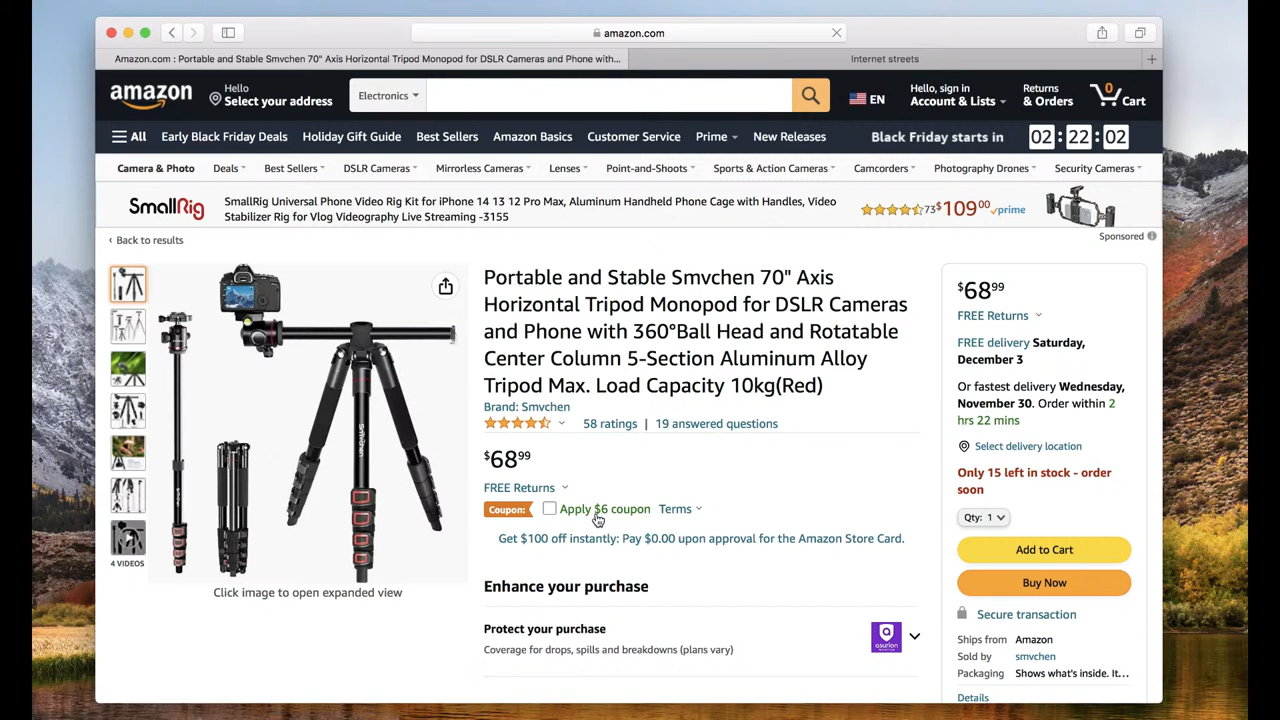 amazon.com
Amazon.com : Portable and Stable Smvchen 70" Axis Horizontal Tripod Monopod for DSLR Cameras and Phone with...
Internet streets
amazon
Hello
Select your address
Electronics
EN
Hello, sign in
Account & Lists
Returns
& Orders
0
Cart
All
Early Black Friday Deals
Holiday Gift Guide
Best Sellers
Amazon Basics
Customer Service
Prime
New Releases
Black Friday starts in
02:22:02
Camera & Photo
Deals
Best Sellers
DSLR Cameras
Mirrorless Cameras
Lenses
Point-and-Shoots
Sports & Action Cameras
Camcorders
Photography Drones
Security Cameras
SmallRig
SmallRig Universal Phone Video Rig Kit for iPhone 14 13 12 Pro Max, Aluminum Handheld Phone Cage with Handles, Video
Stabilizer Rig for Vlog Videography Live Streaming -3155
73
$109.00
prime
Sponsored
‹ Back to results
Portable and Stable Smvchen 70" Axis
Horizontal Tripod Monopod for DSLR Cameras
and Phone with 360°Ball Head and Rotatable
Center Column 5-Section Aluminum Alloy
Tripod Max. Load Capacity 10kg(Red)
Brand: Smvchen
58 ratings | 19 answered questions
$68.99
FREE Returns
Coupon:
Apply $6 coupon
Terms
Get $100 off instantly: Pay $0.00 upon approval for the Amazon Store Card.
Enhance your purchase
Protect your purchase
Coverage for drops, spills and breakdowns (plans vary)
asurion
4 VIDEOS
Click image to open expanded view
$68.99
FREE Returns
FREE delivery Saturday,
December 3
Or fastest delivery Wednesday,
November 30. Order within 2
hrs 22 mins
Select delivery location
Only 15 left in stock - order
soon
Qty: 1
Add to Cart
Buy Now
Secure transaction
Ships from Amazon
Sold by smvchen
Packaging Shows what's inside. It...
Details